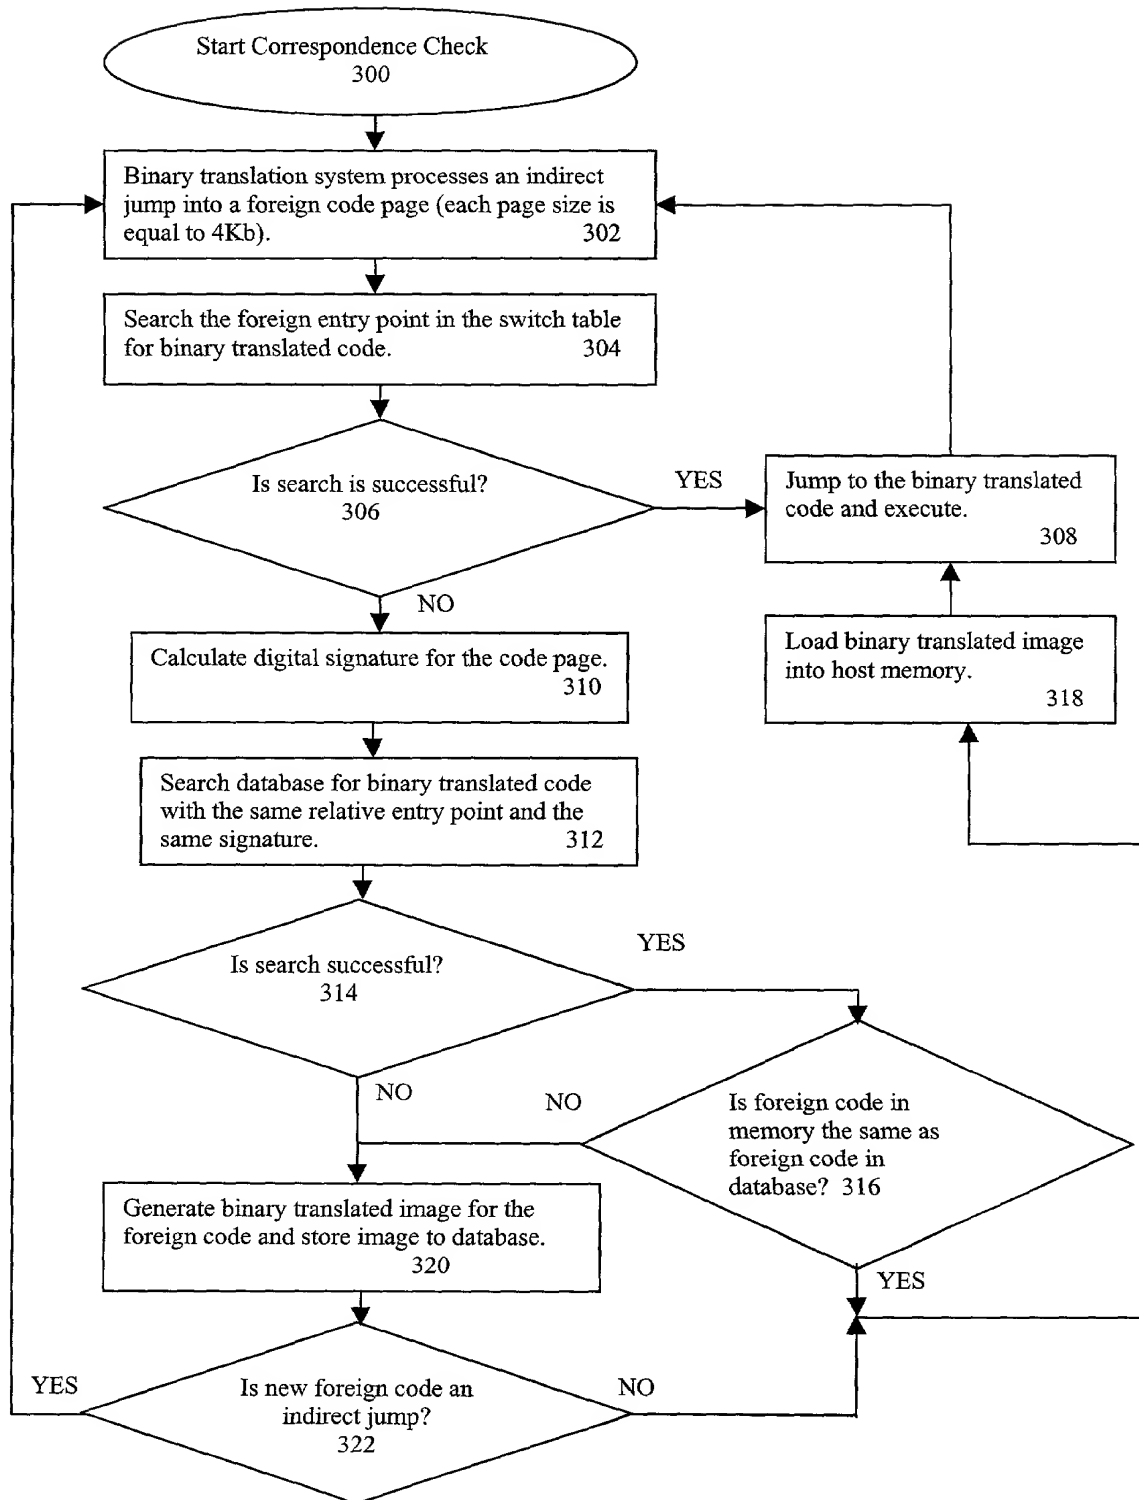 Start Correspondence Check
300
Binary translation system processes an indirect
jump into a foreign code page (each page size is
equal to 4Kb). 302
Search the foreign entry point in the switch table
for binary translated code. 304
Is search is successful?
306
YES
Jump to the binary translated
code and execute.
308
NO
Calculate digital signature for the code page.
310
Load binary translated image
into host memory.
318
Search database for binary translated code
with the same relative entry point and the
same signature. 312
Is search successful?
314
YES
NO
NO
Is foreign code in
memory the same as
foreign code in
database? 316
Generate binary translated image for the
foreign code and store image to database.
320
YES
YES
Is new foreign code an
indirect jump?
322
NO